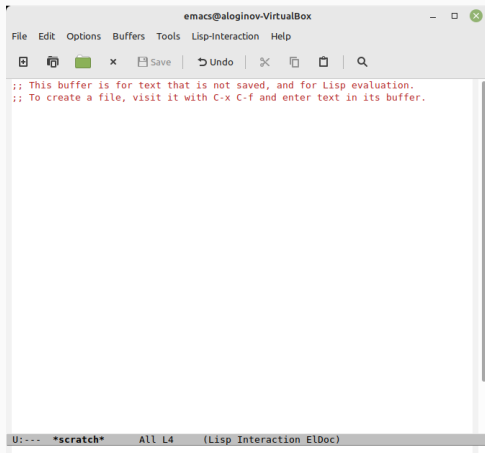 emacs@aloginov-VirtualBox
File Edit Options Buffers Tools Lisp-Interaction Help
Save Undo
;; This buffer is for text that is not saved, and for Lisp evaluation.
;; To create a file, visit it with C-x C-f and enter text in its buffer.
U:--- *scratch* All L4 (Lisp Interaction ElDoc)